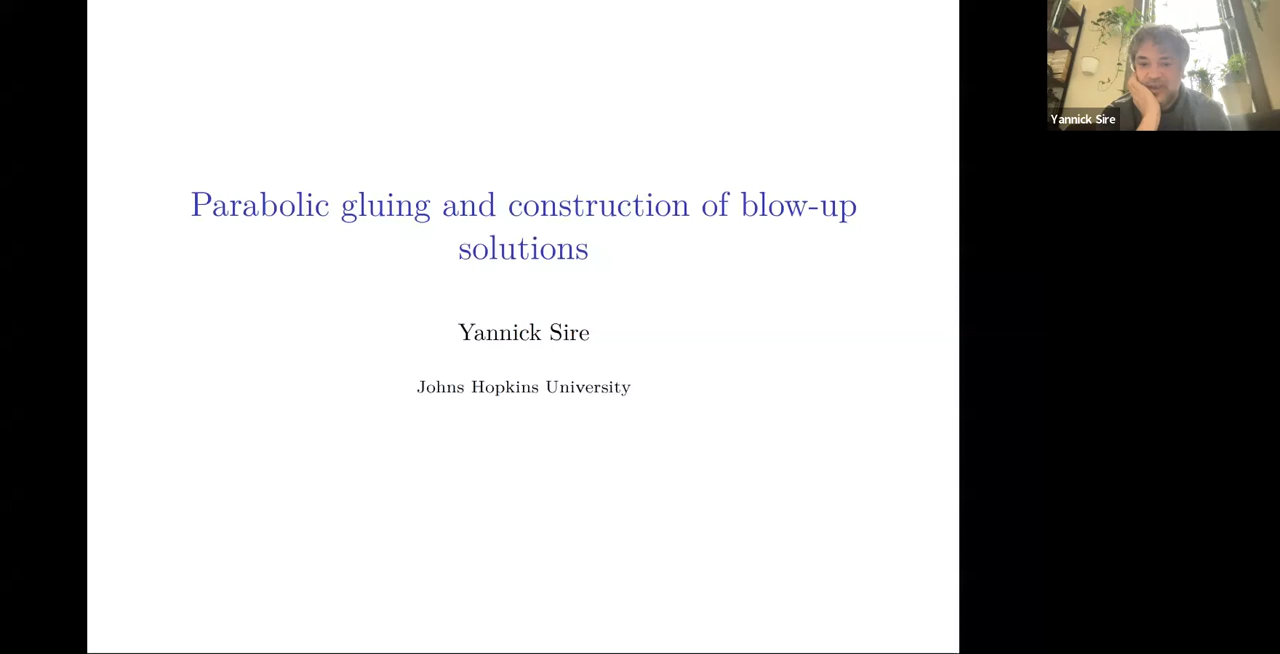 Parabolic gluing and construction of blow-up
solutions
Yannick Sire
Johns Hopkins University
Yannick Sire